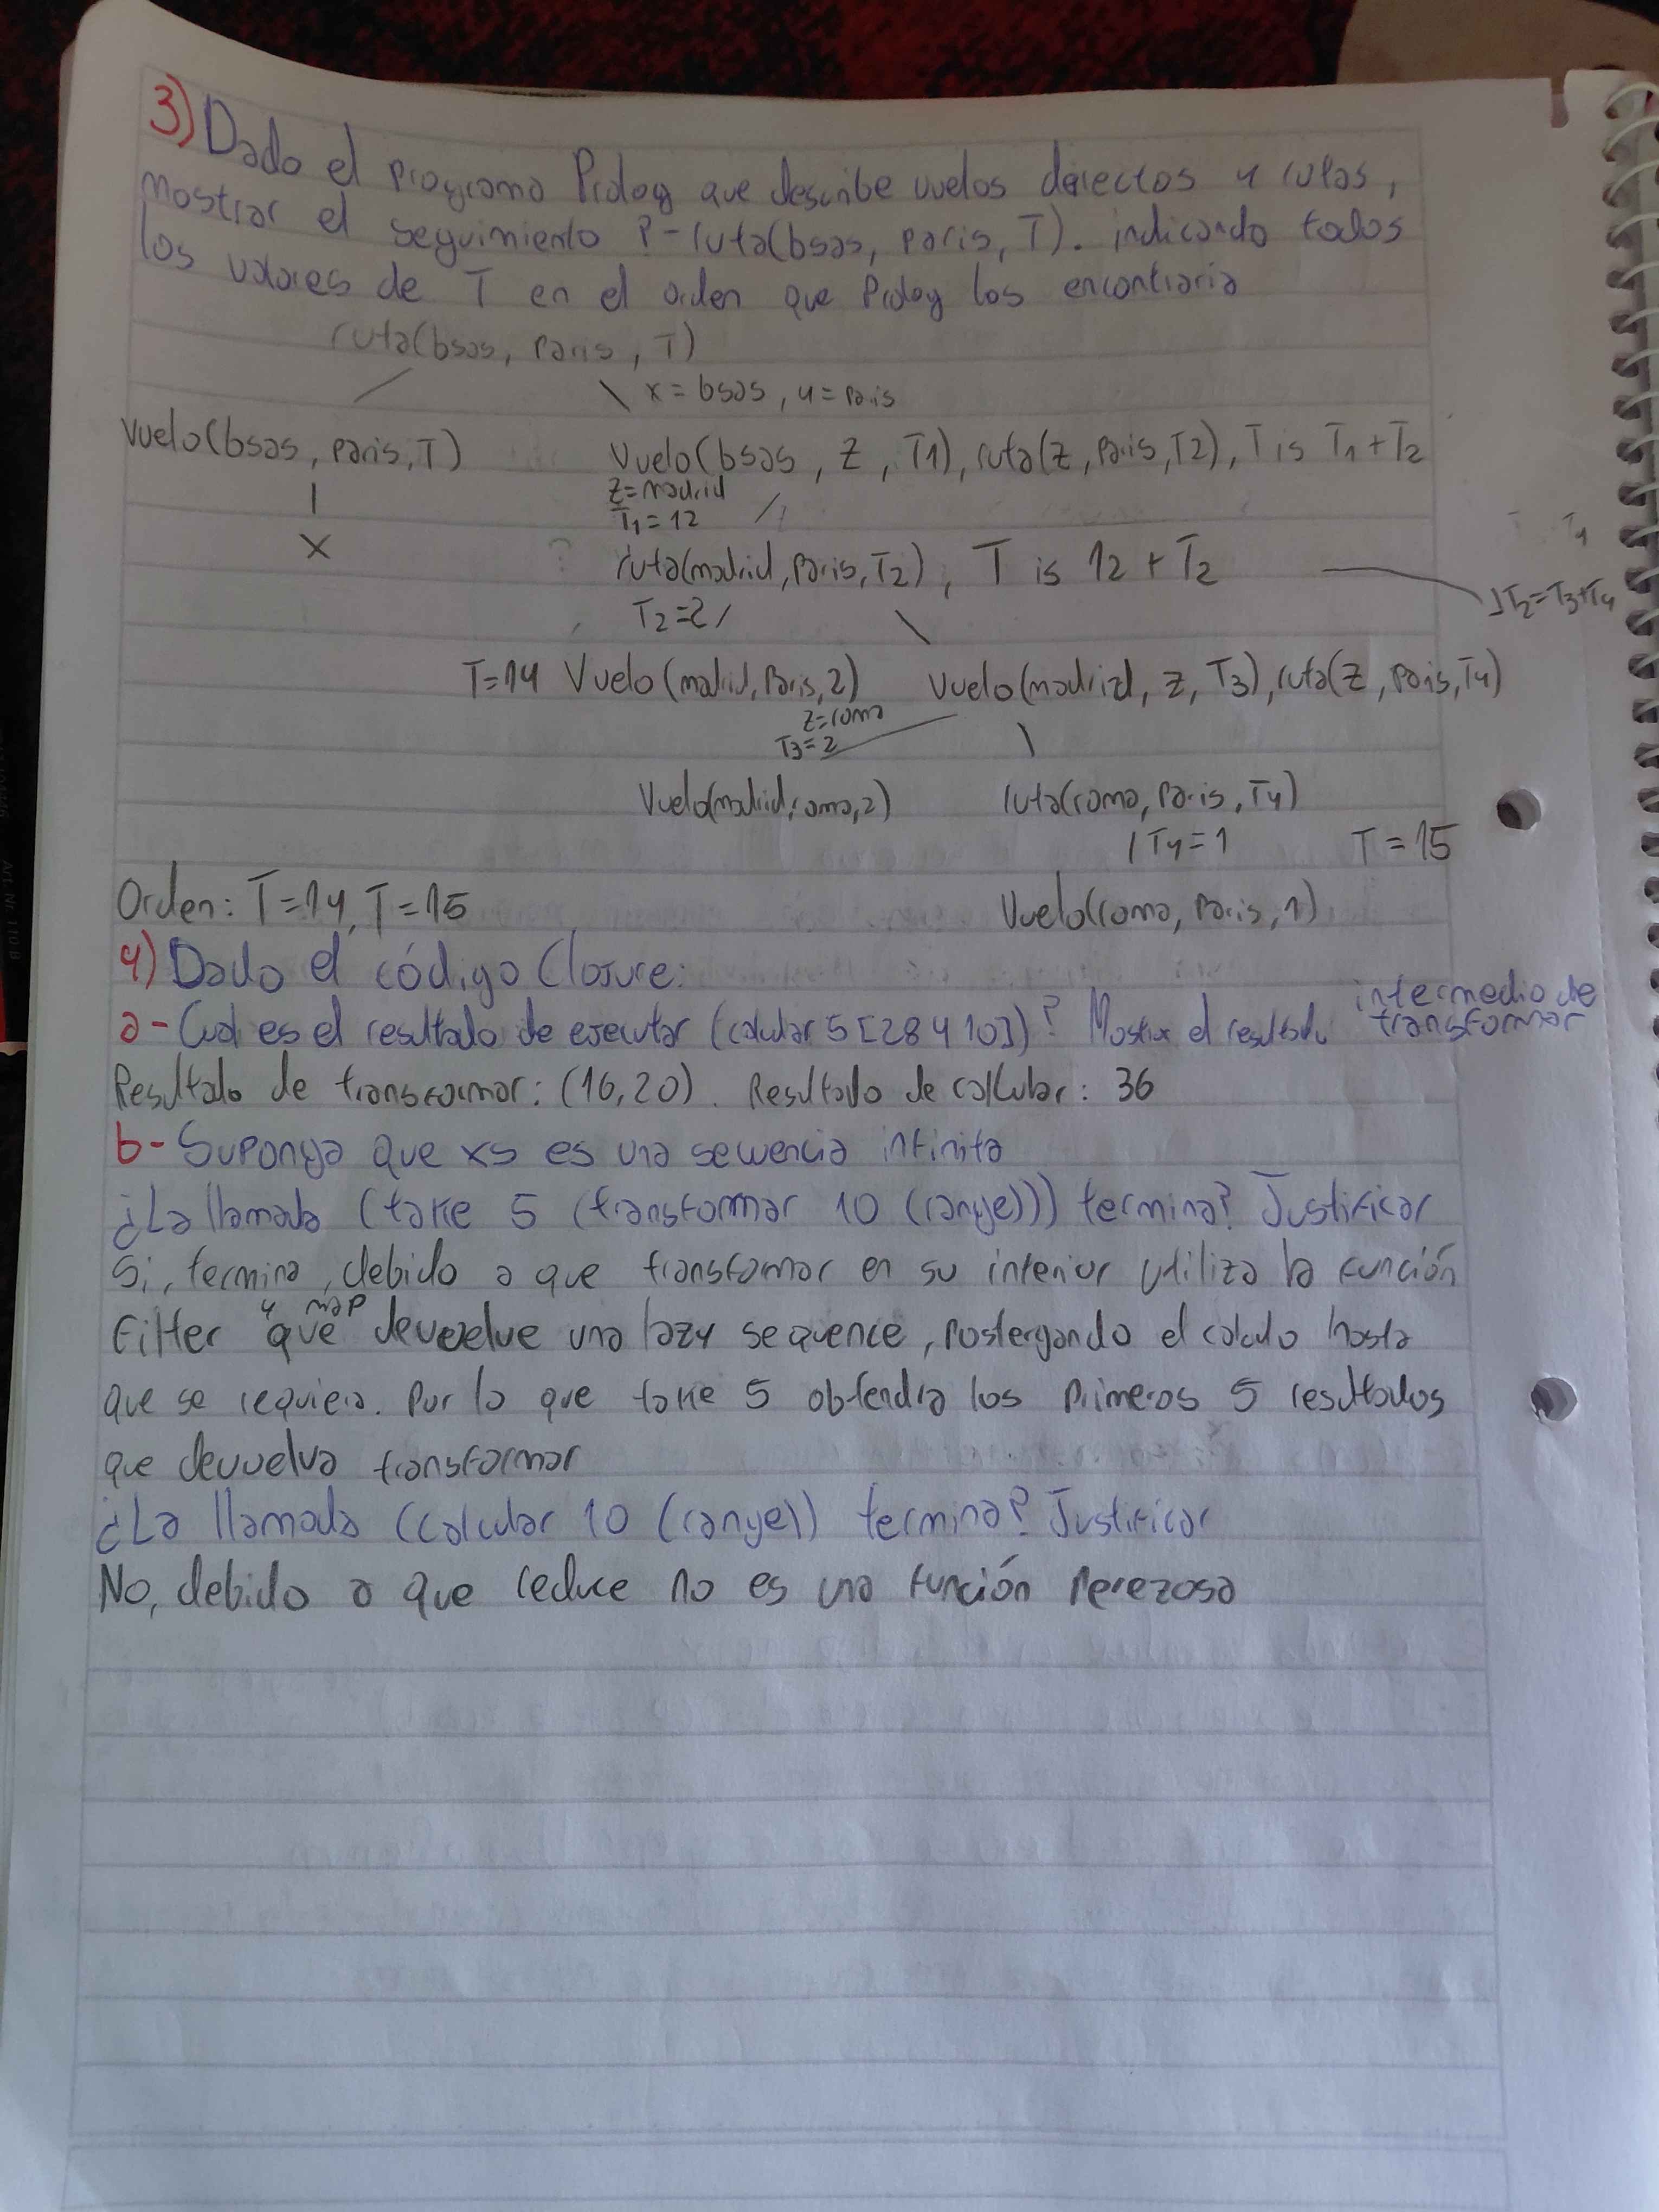 3) Dado el programa Prolog que describe vuelos directos y rutas,
mostrar el seguimiento ?-ruta(bsas, paris, T). indicando todos
los valores de T en el orden que Prolog los encontraria
ruta(bsas, paris, T)
x = bsas, y = paris
Vuelo(bsas, paris, T) Vuelo(bsas, z, T1), ruta(z, paris, T2), T is T1 + T2
z=madrid
T1 = 12
X
ruta(madrid, paris, T2), T is 12 + T2
T2 = T3+T4
T2 = 2
T=14 Vuelo(madrid, paris, 2) Vuelo(madrid, z, T3), ruta(z, paris, T4)
z=roma
T3=2
Vuelo(madrid, roma, 2) ruta(roma, paris, T4)
T4=1 T=15
Orden: T=14, T=15 Vuelo(roma, paris, 1)
4) Dado el código Closure:
a- Cual es el resultado de ejecutar (calcular 5 [2 8 4 10])? Mostrar el resultado intermedio de transformar
Resultado de transformar: (16,20). Resultado de calcular: 36
b- Suponga que xs es una secuencia infinita
¿La llamada (take 5 (transformar 10 (range))) termina? Justificar
Si, termina, debido a que transformar en su interior utiliza la función
Filter y map que devuelve una lazy sequence, postergando el calculo hasta
que se requiera. Por lo que take 5 obtendra los primeros 5 resultados
que devuelva transformar
¿La llamada (calcular 10 (range)) termina? Justificar
No, debido a que reduce no es una función perezosa